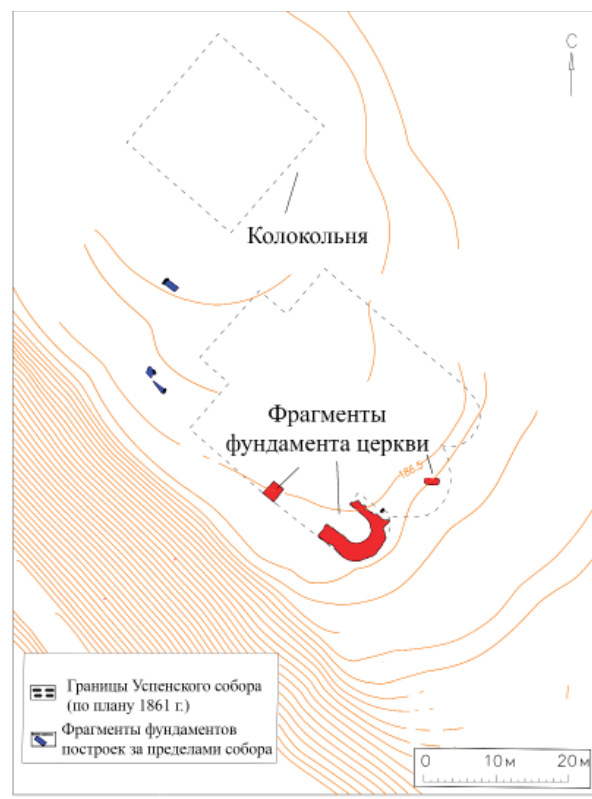 С
Колокольня
Фрагменты
фундамента церкви
186.5
Границы Успенского собора
(по плану 1861 г.)
Фрагменты фундаментов
построек за пределами собора
0 10 м 20 м